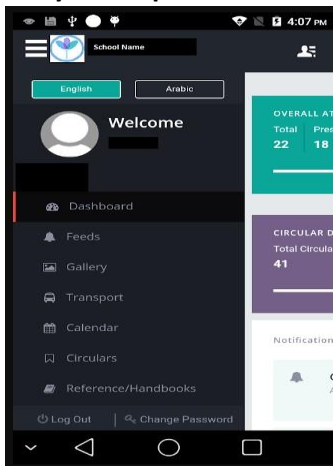 4:07 PM
School Name
English
Arabic
Welcome
Dashboard
Feeds
Gallery
Transport
Calendar
Circulars
Reference/Handbooks
Log Out | Change Password
OVERALL AT
Total Pres
22 18
CIRCULAR D
Total Circula
41
Notification